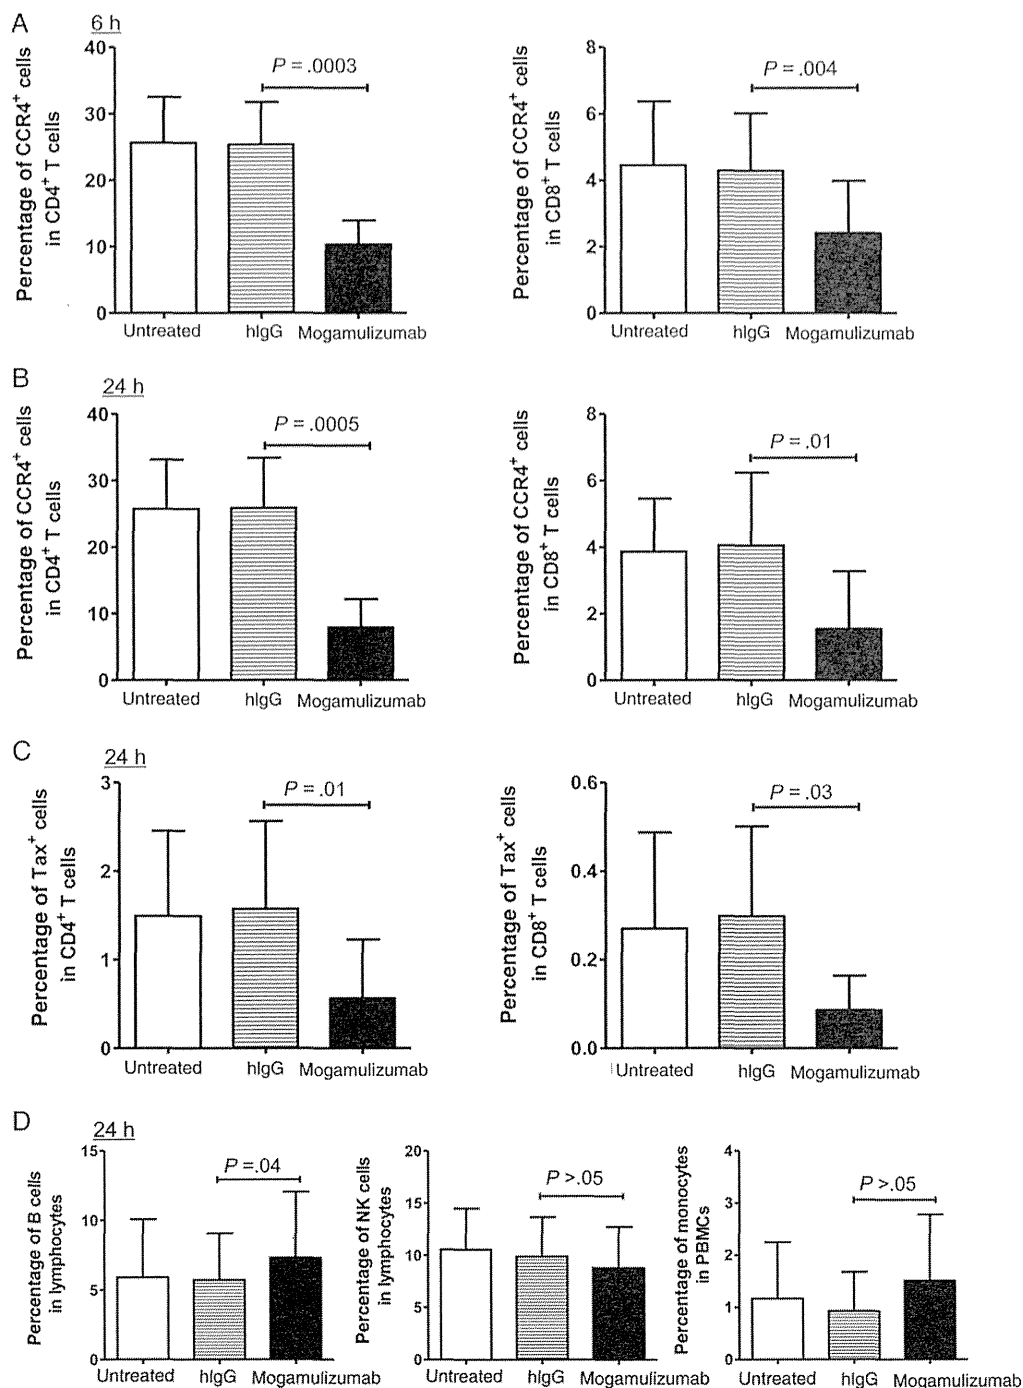 A
6 h
Percentage of CCR4+ cells
in CD4+ T cells
40
30
20
10
0
P = .0003
Untreated
hIgG
Mogamulizumab
Percentage of CCR4+ cells
in CD8+ T cells
8
6
4
2
0
P = .004
Untreated
hIgG
Mogamulizumab
B
24 h
Percentage of CCR4+ cells
in CD4+ T cells
40
30
20
10
0
P = .0005
Untreated
hIgG
Mogamulizumab
Percentage of CCR4+ cells
in CD8+ T cells
8
6
4
2
0
P = .01
Untreated
hIgG
Mogamulizumab
C
24 h
Percentage of Tax+ cells
in CD4+ T cells
3
2
1
0
P = .01
Untreated
hIgG
Mogamulizumab
Percentage of Tax+ cells
in CD8+ T cells
0.6
0.4
0.2
0.0
P = .03
Untreated
hIgG
Mogamulizumab
D
24 h
Percentage of B cells
in lymphocytes
15
10
5
0
P =.04
Untreated
hIgG
Mogamulizumab
Percentage of NK cells
in lymphocytes
20
15
10
5
0
P >.05
Untreated
hIgG
Mogamulizumab
Percentage of monocytes
in PBMCs
4
3
2
1
0
P >.05
Untreated
hIgG
Mogamulizumab